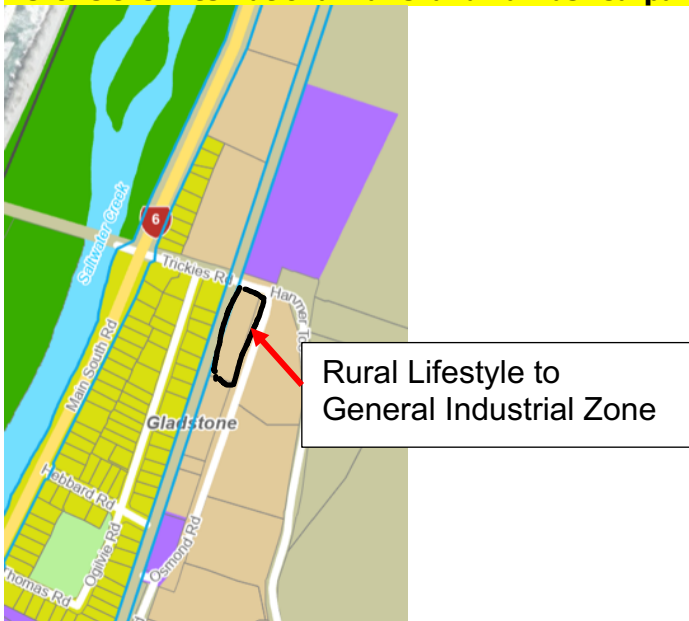 Saltwater Creek
6
Trickies Rd
Hanmer
Main South Rd
Gladstone
Rural Lifestyle to
General Industrial Zone
Hebbard Rd
Ogilvie Rd
Osmond Rd
Thomas Rd